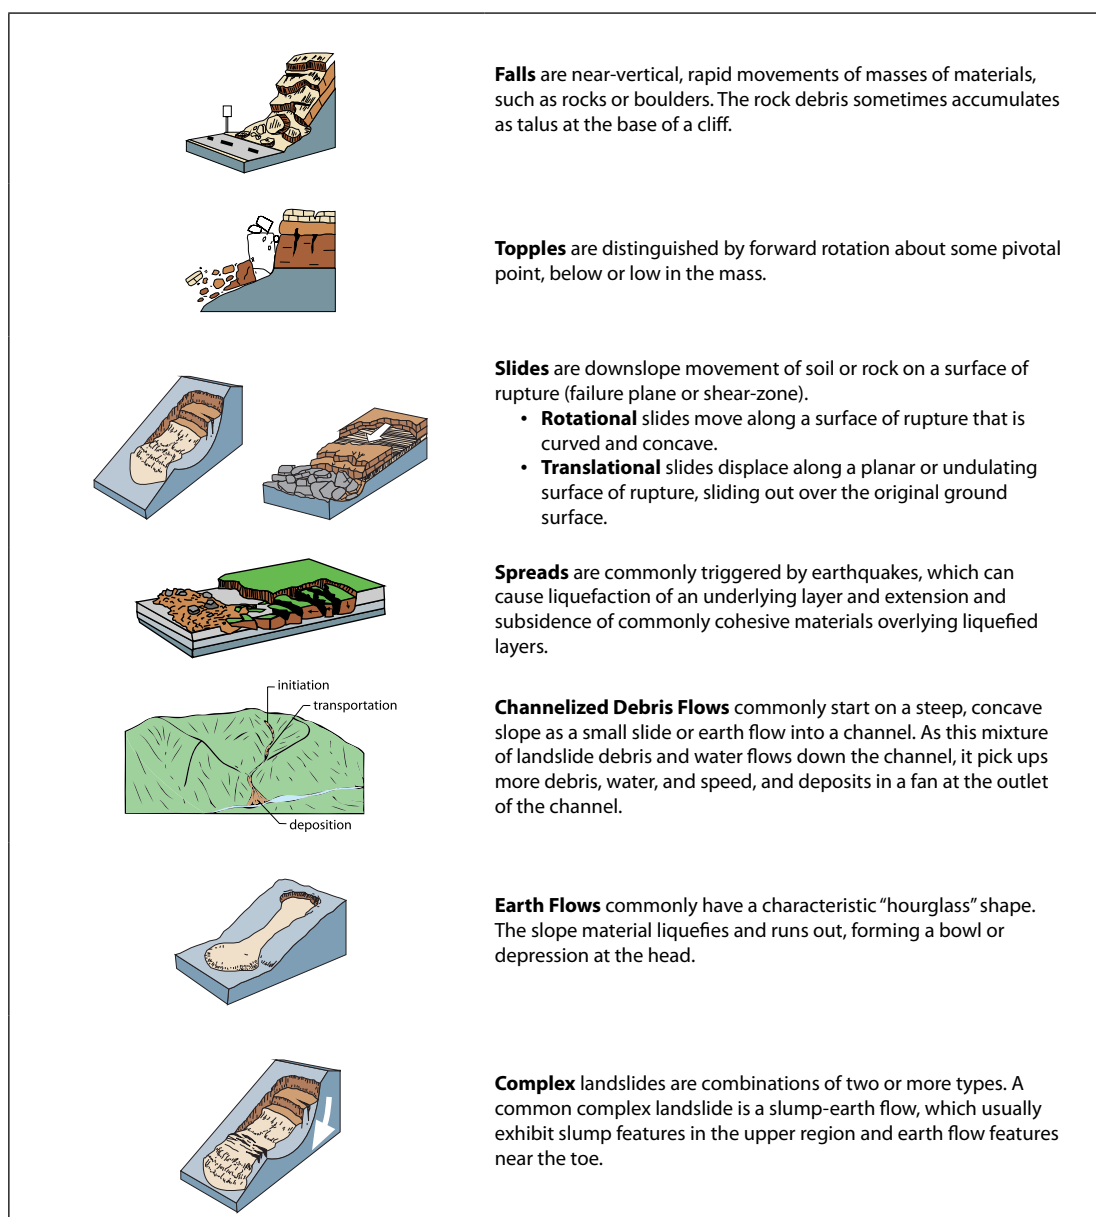 Falls are near-vertical, rapid movements of masses of materials,
such as rocks or boulders. The rock debris sometimes accumulates
as talus at the base of a cliff.
Topples are distinguished by forward rotation about some pivotal
point, below or low in the mass.
Slides are downslope movement of soil or rock on a surface of
rupture (failure plane or shear-zone).
• Rotational slides move along a surface of rupture that is
curved and concave.
• Translational slides displace along a planar or undulating
surface of rupture, sliding out over the original ground
surface.
Spreads are commonly triggered by earthquakes, which can
cause liquefaction of an underlying layer and extension and
subsidence of commonly cohesive materials overlying liquefied
layers.
initiation
transportation
deposition
Channelized Debris Flows commonly start on a steep, concave
slope as a small slide or earth flow into a channel. As this mixture
of landslide debris and water flows down the channel, it pick ups
more debris, water, and speed, and deposits in a fan at the outlet
of the channel.
Earth Flows commonly have a characteristic “hourglass” shape.
The slope material liquefies and runs out, forming a bowl or
depression at the head.
Complex landslides are combinations of two or more types. A
common complex landslide is a slump-earth flow, which usually
exhibit slump features in the upper region and earth flow features
near the toe.